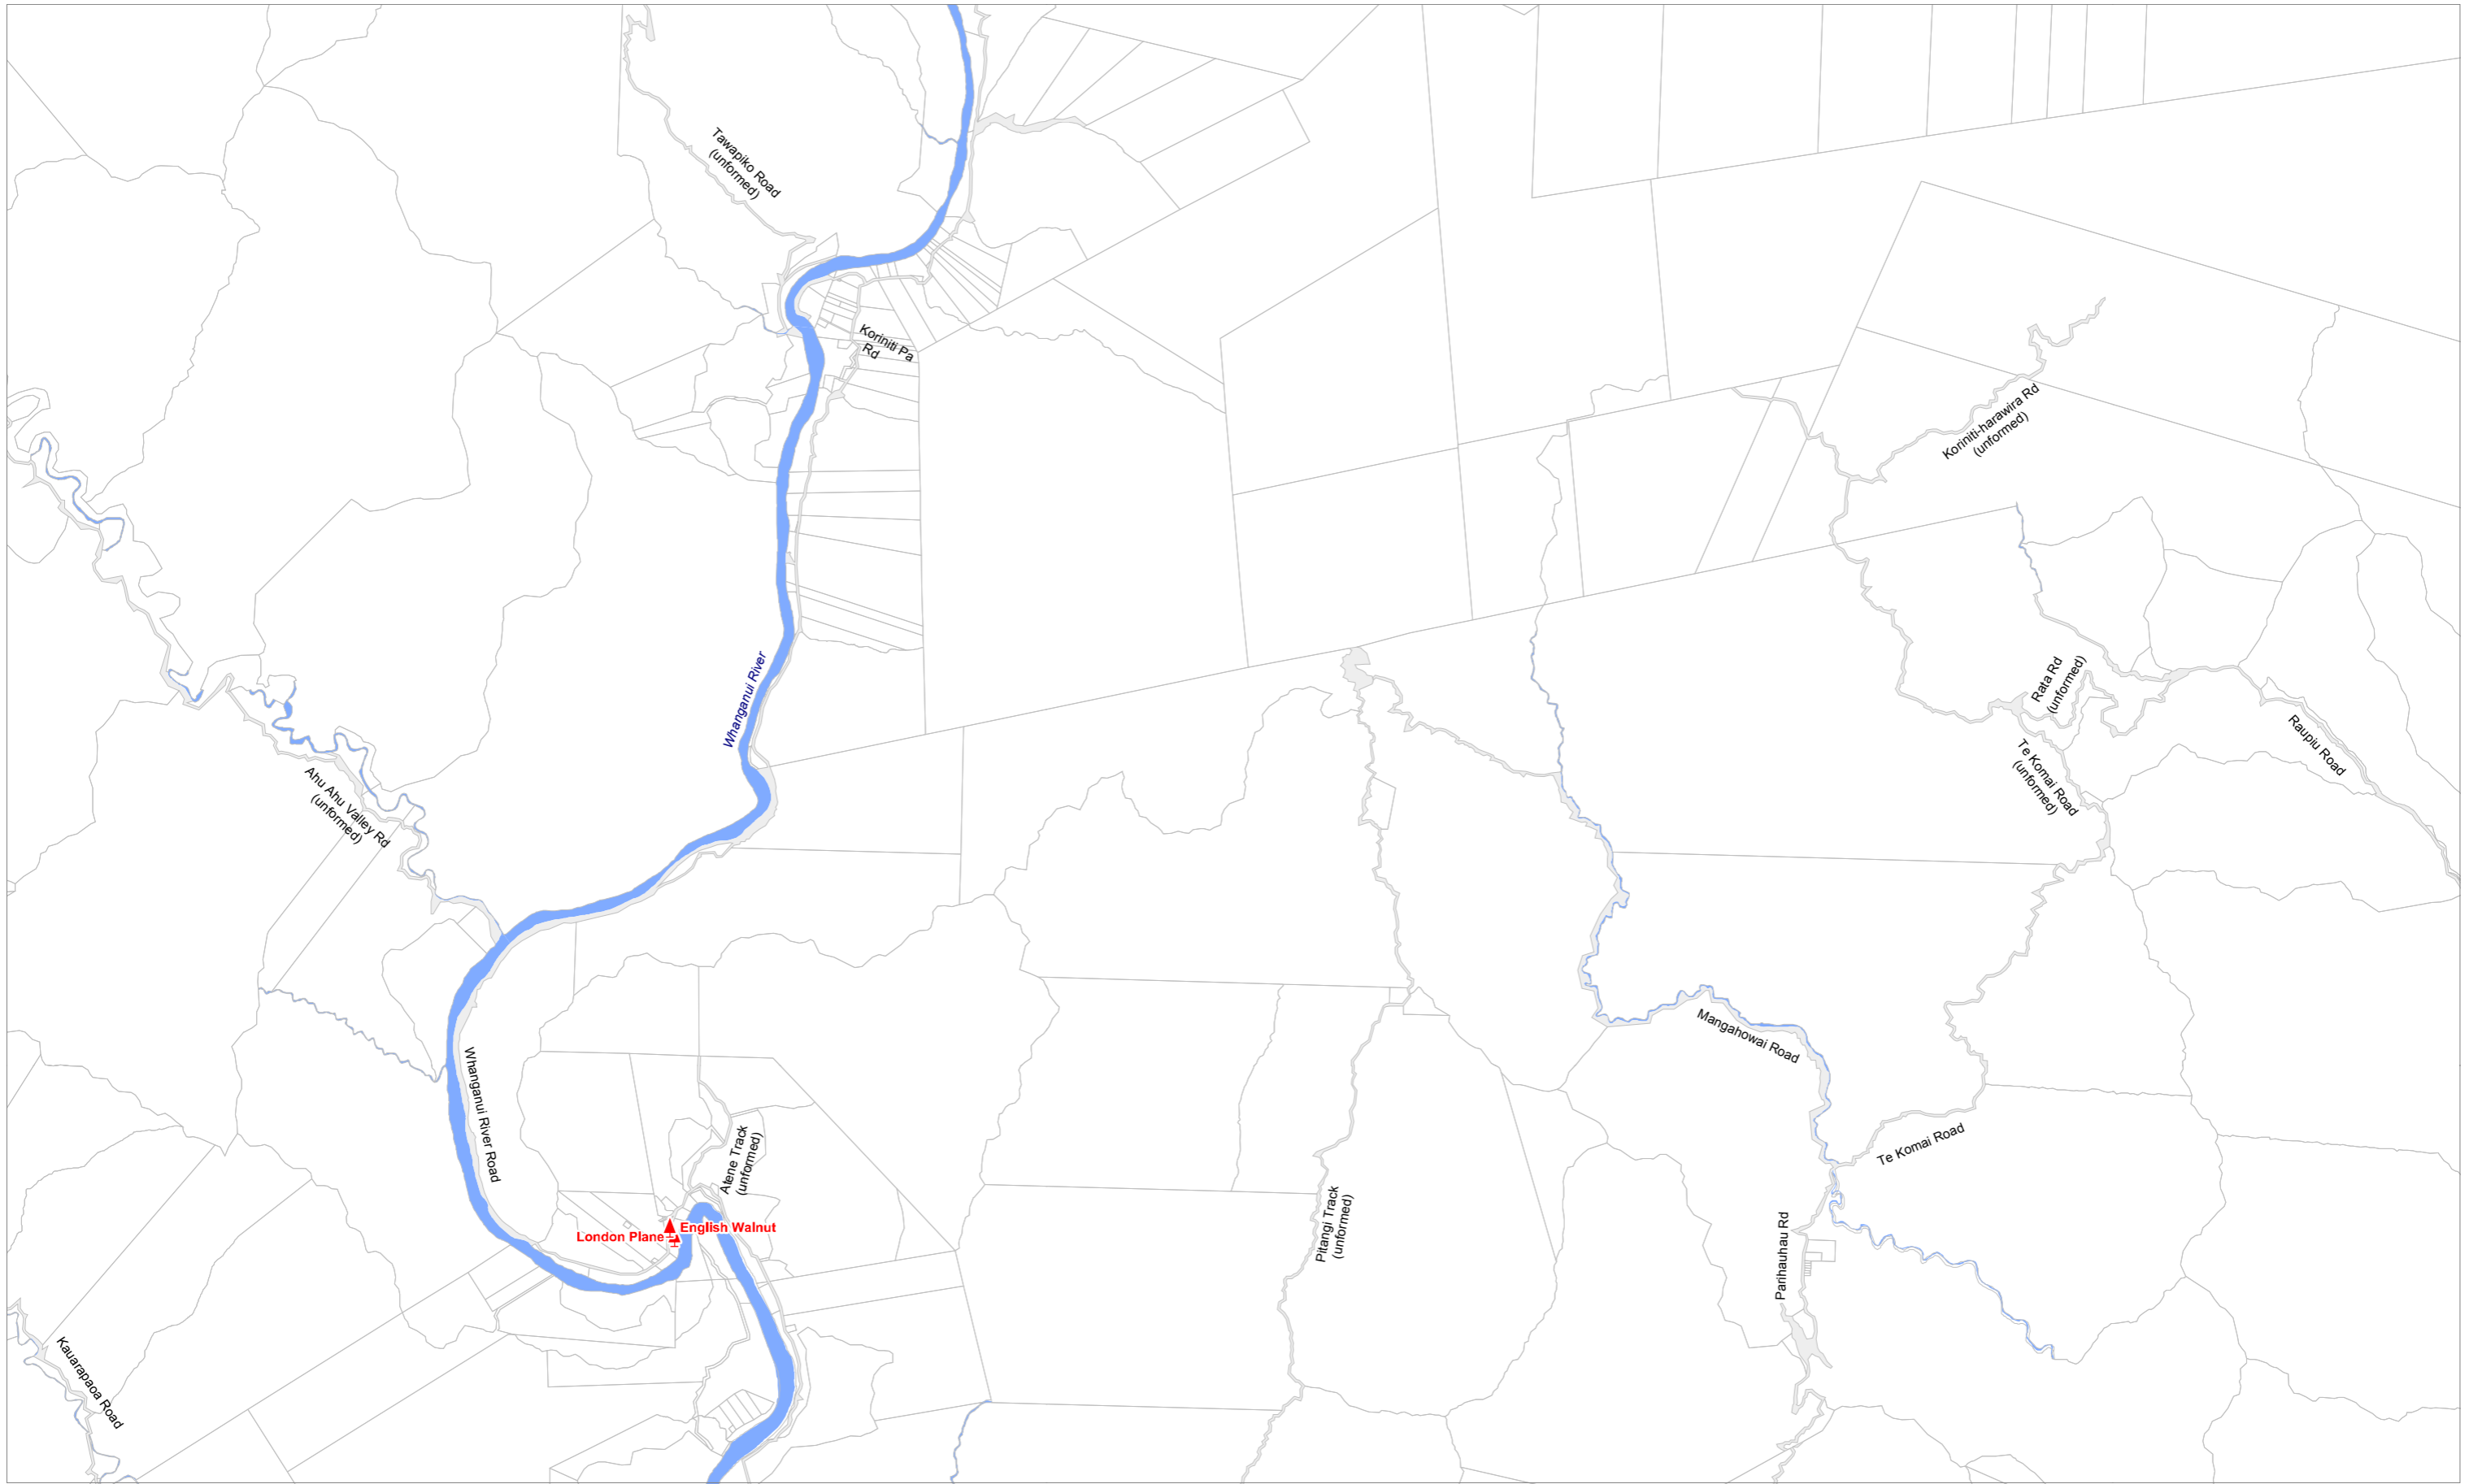 Tawapiko Road
(unformed)
Koriniti Pa
Rd
Koriniti-harawira Rd
(unformed)
Whanganui River
Rata Rd
(unformed)
Raupiu Road
Te Komai Road
(unformed)
Ahu Ahu Valley Rd
(unformed)
Mangahowai Road
Whanganui River Road
Te Komai Road
Atene Track
(unformed)
Pitangi Track
(unformed)
English Walnut
London Plane
Parihauhau Rd
Kauarapaoa Road